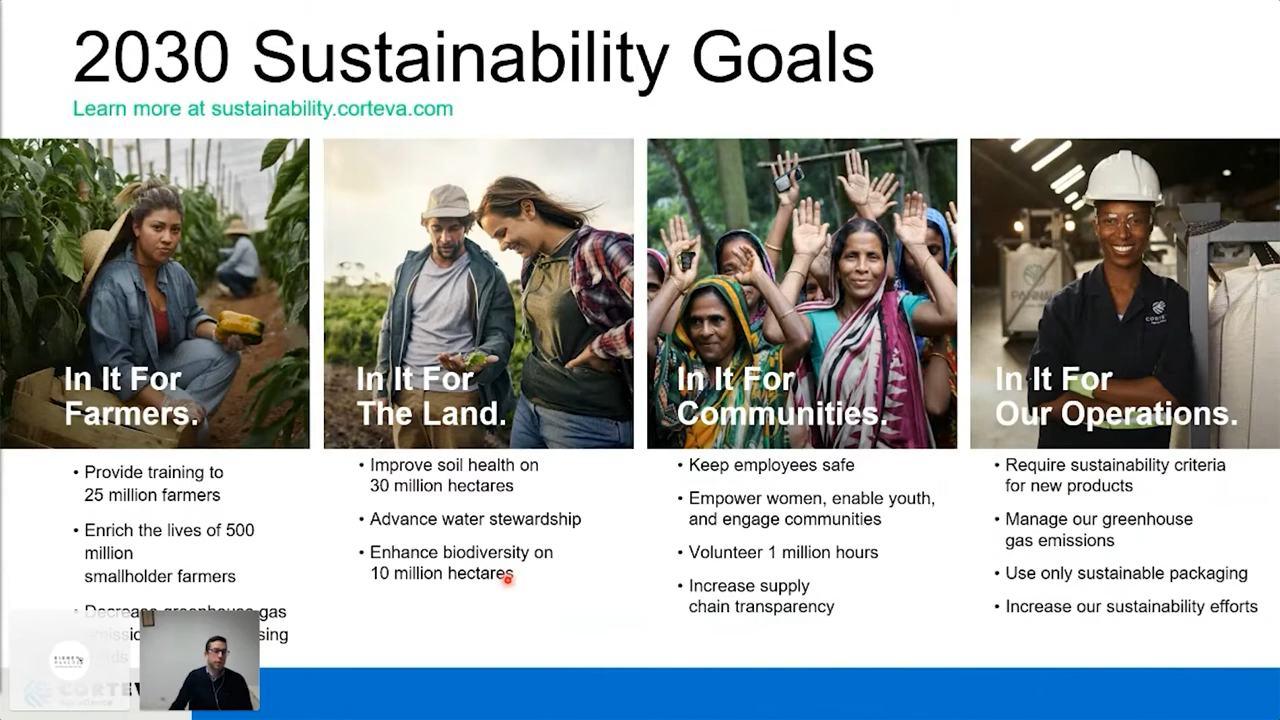 2030 Sustainability Goals
Learn more at sustainability.corteva.com
In It For
Farmers.
In It For
The Land.
In It For
Communities.
In It For
Our Operations.
• Provide training to
25 million farmers
• Enrich the lives of 500
million
smallholder farmers
• Decrease greenhouse gas
• Improve soil health on
30 million hectares
• Advance water stewardship
• Enhance biodiversity on
10 million hectares
• Keep employees safe
• Empower women, enable youth,
and engage communities
• Volunteer 1 million hours
• Increase supply
chain transparency
• Require sustainability criteria
for new products
• Manage our greenhouse
gas emissions
• Use only sustainable packaging
• Increase our sustainability efforts